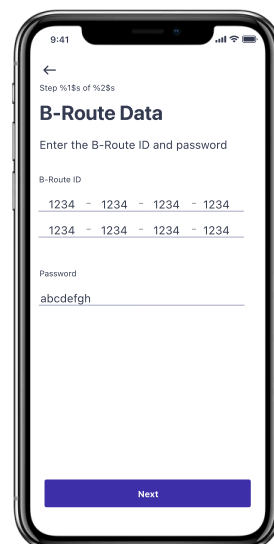 9:41
Step %1$s of %2$s
B-Route Data
Enter the B-Route ID and password
B-Route ID
1234 - 1234 - 1234 - 1234
1234 - 1234 - 1234 - 1234
Password
abcdefgh
Next